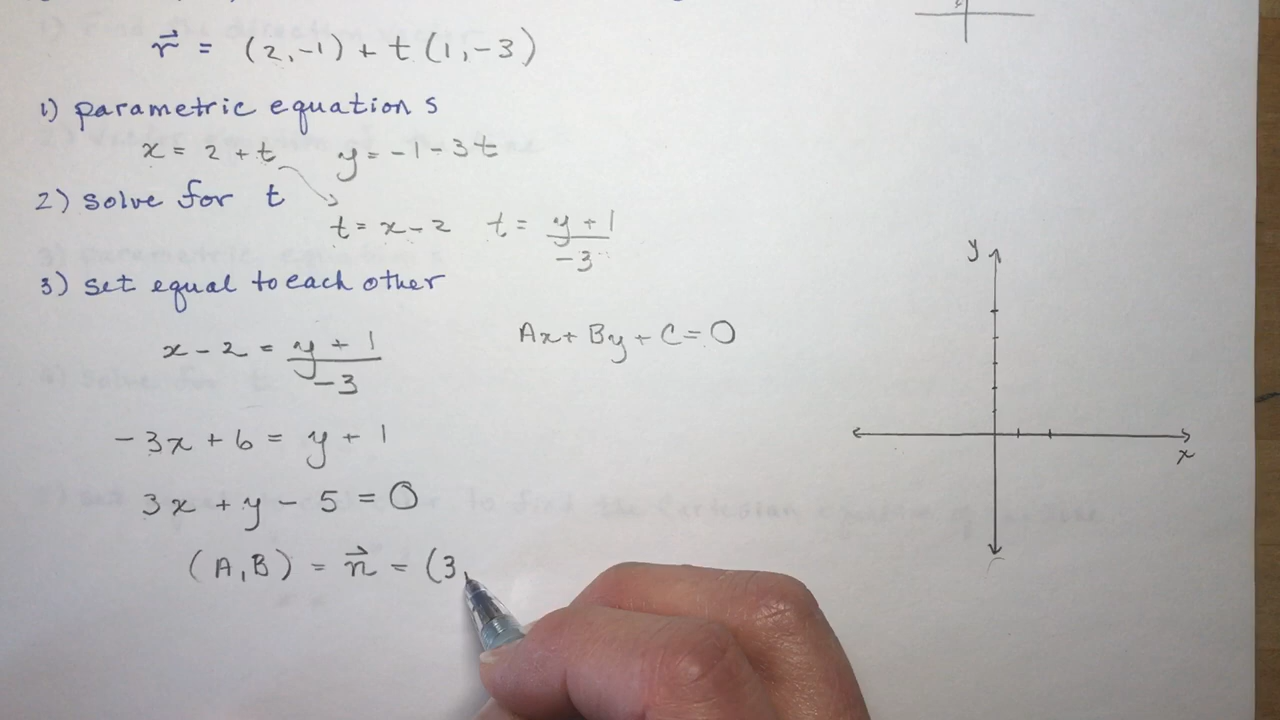 r⃗ = (2,-1) + t (1,-3)
1) parametric equations
x = 2 + t y = -1 - 3t
2) solve for t
t = x - 2 t = (y + 1)/-3
3) set equal to each other
Ax + By + C = 0
x - 2 = (y + 1)/-3
-3x + 6 = y + 1
3x + y - 5 = 0
(A,B) = n⃗ = (3,
y
x